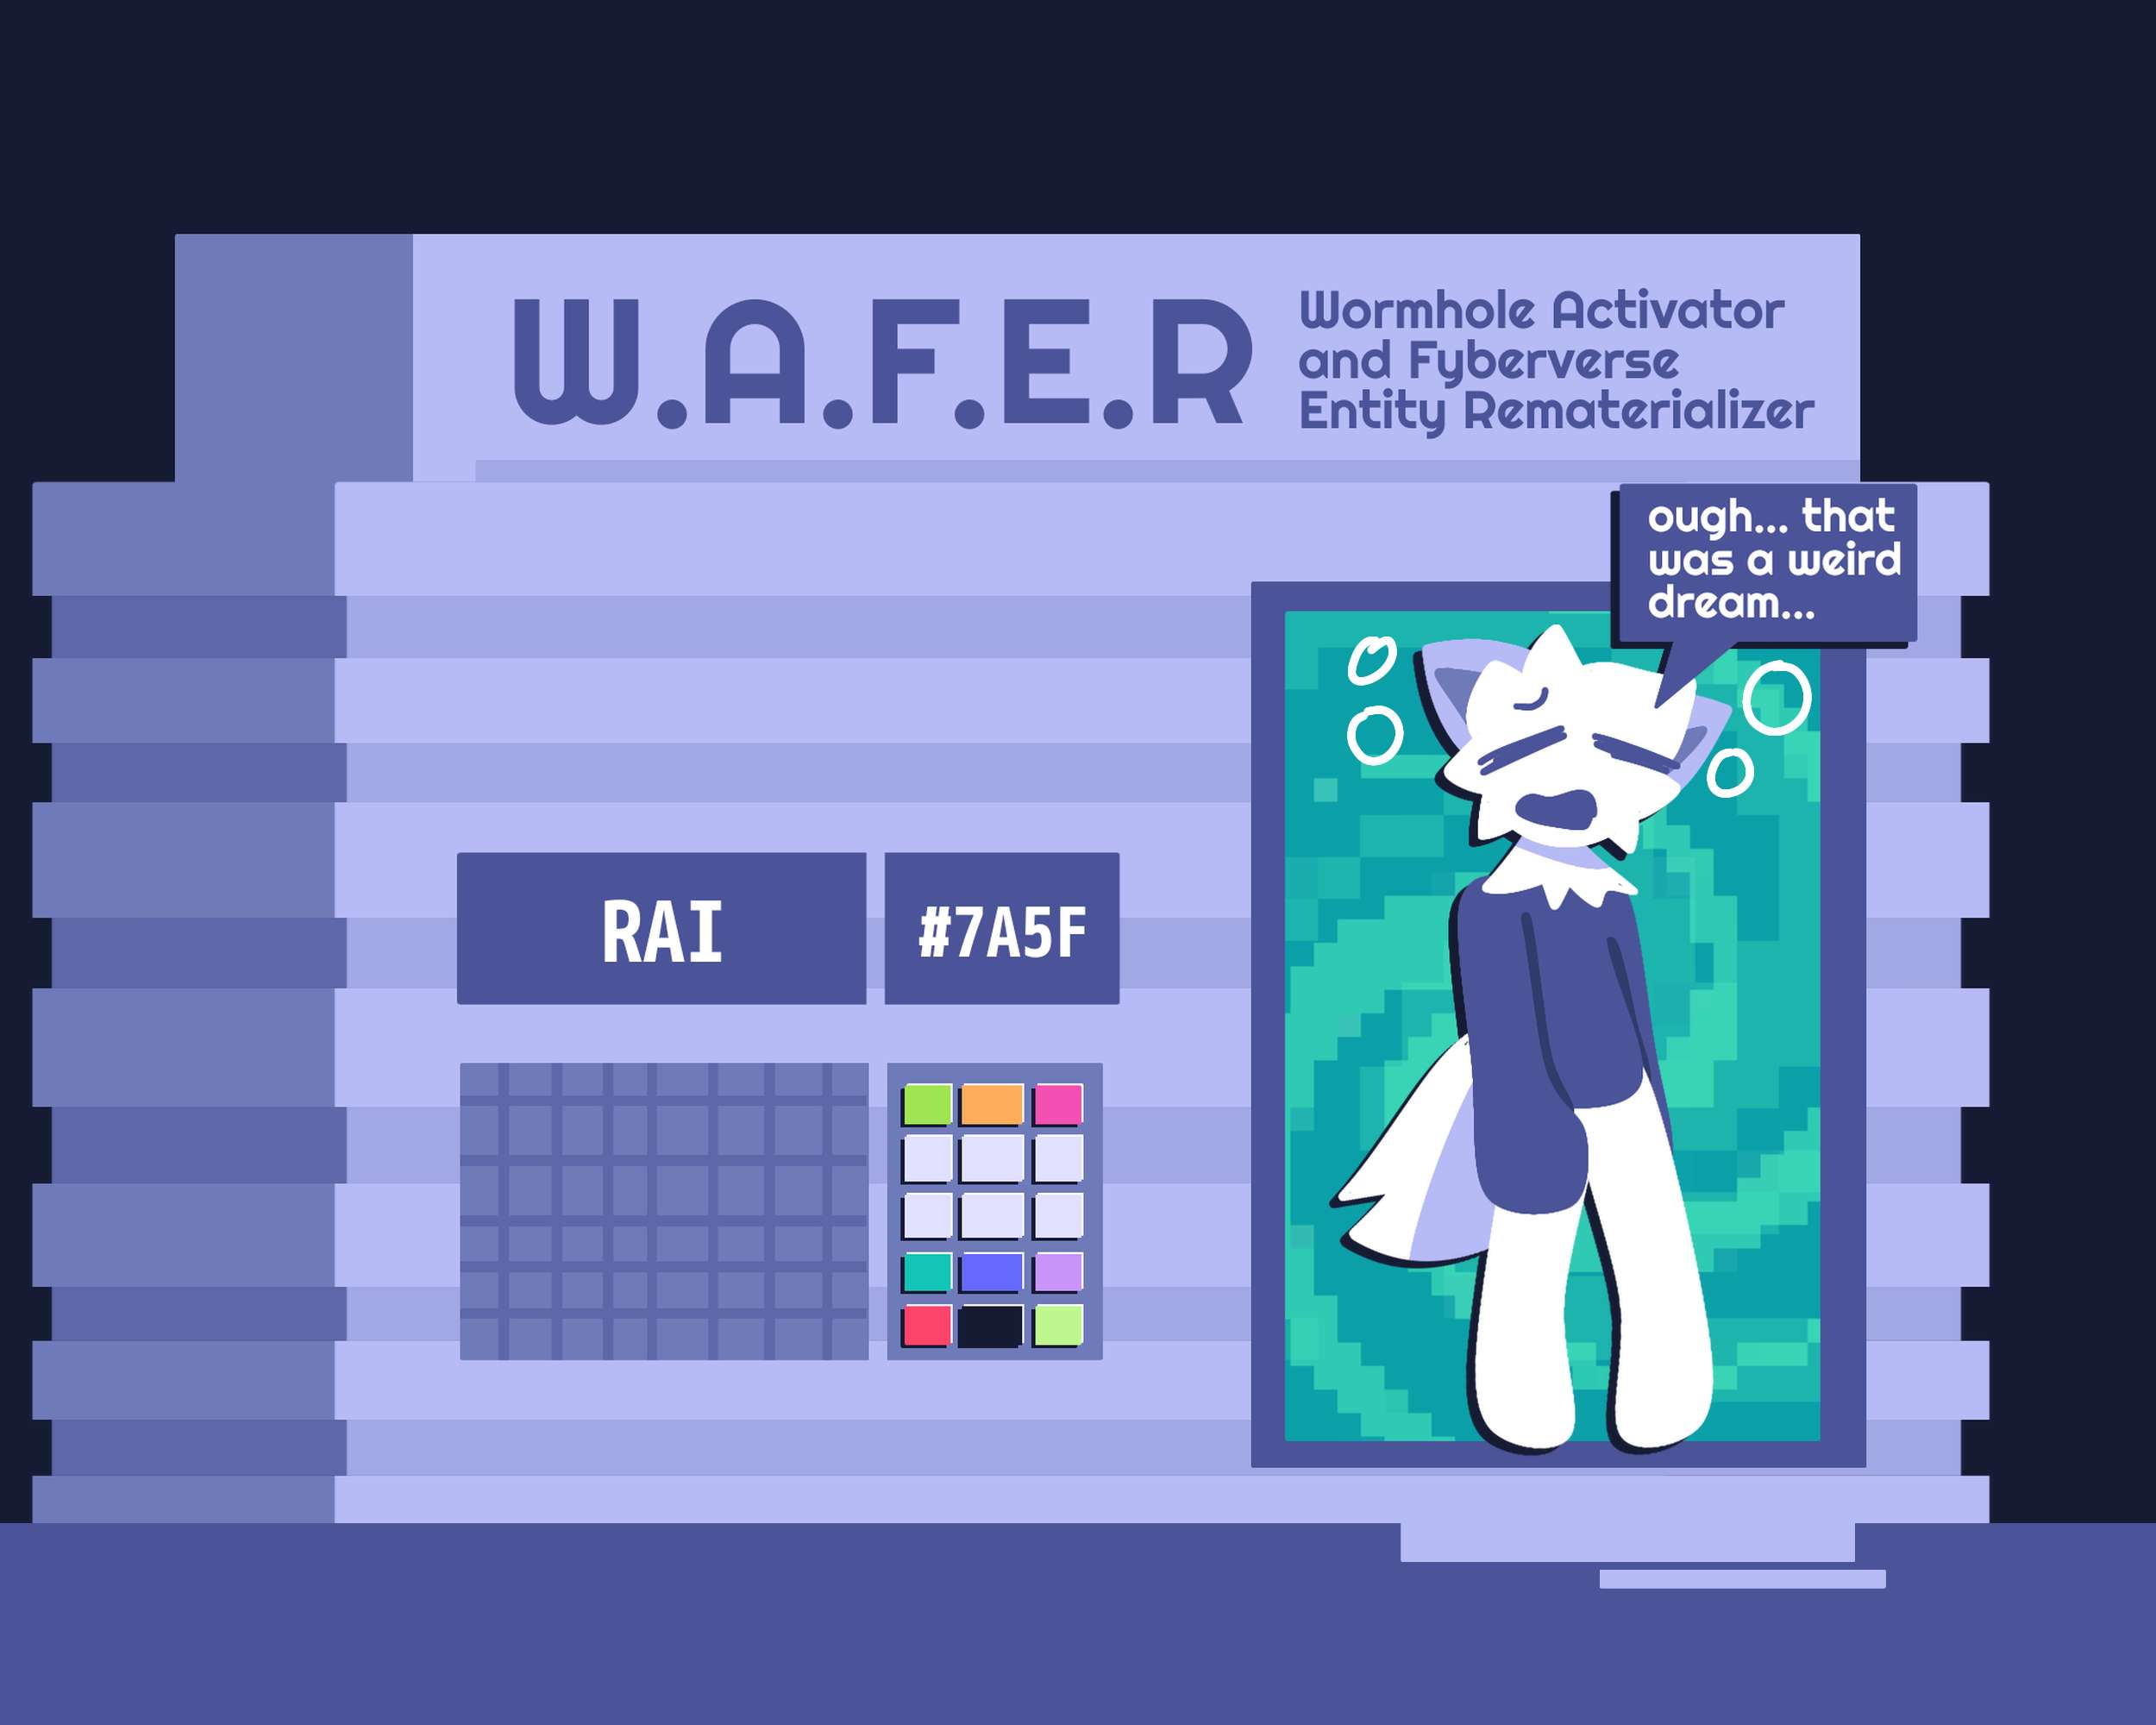 W.A.F.E.R
Wormhole Activator
and Fyberverse
Entity Rematerializer
ough... that
was a weird
dream...
RAI
#7A5F